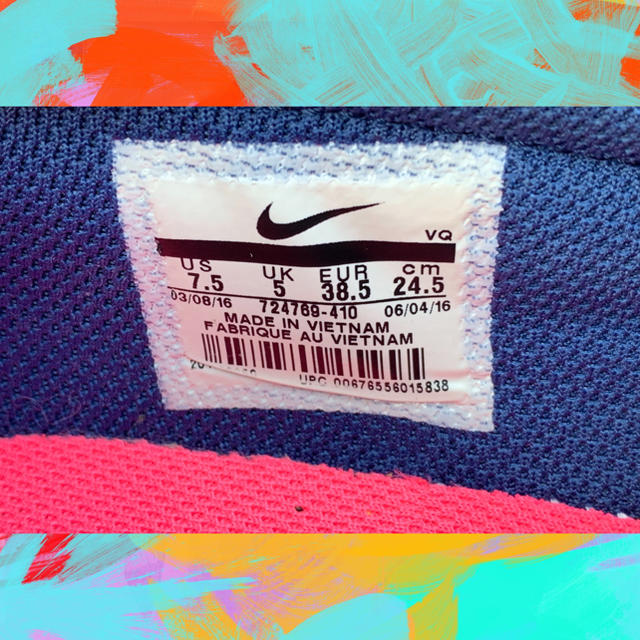 VQ
US UK EUR cm
7.5 5 38.5 24.5
03/08/16 724769-410 06/04/16
MADE IN VIETNAM
FABRIQUE AU VIETNAM
UPC 00676556015838